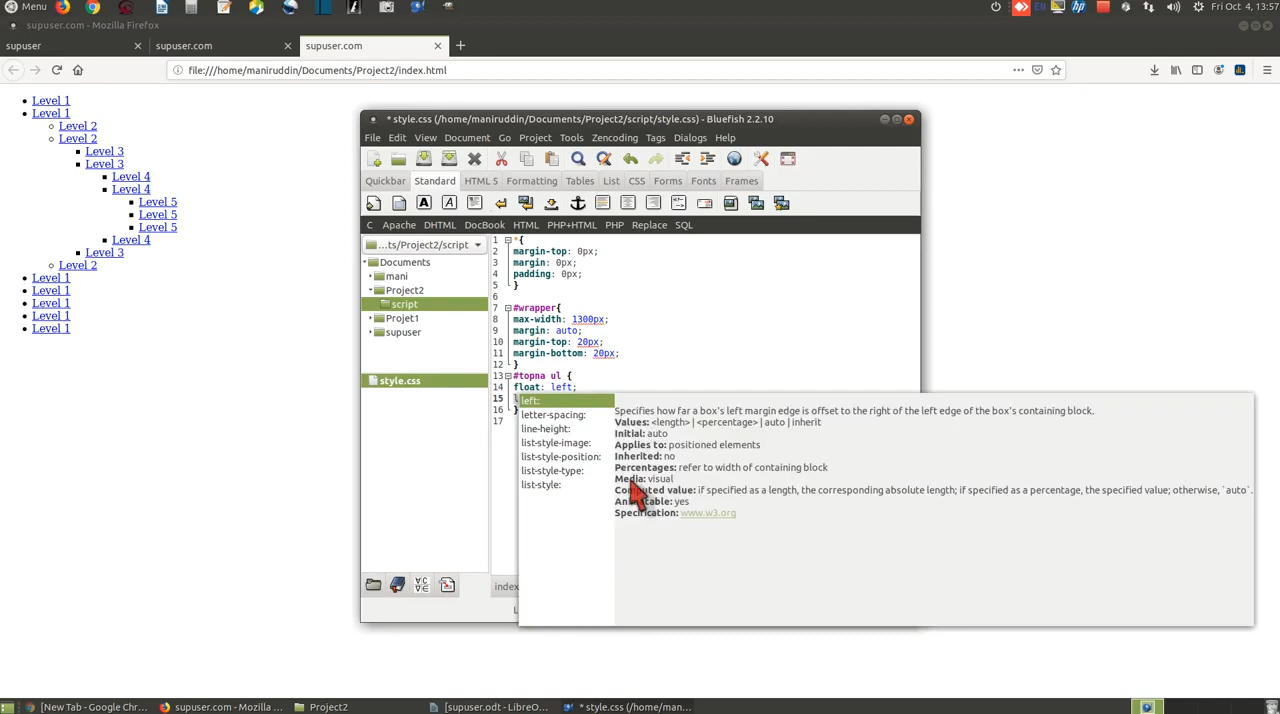 Menu
EN
Fri Oct 4, 13:57
supuser.com - Mozilla Firefox
supuser
supuser.com
supuser.com
file:///home/maniruddin/Documents/Project2/index.html
Level 1
Level 1
Level 2
Level 2
Level 3
Level 3
Level 4
Level 4
Level 5
Level 5
Level 5
Level 4
Level 3
Level 2
Level 1
Level 1
Level 1
Level 1
Level 1
* style.css (/home/maniruddin/Documents/Project2/script/style.css) - Bluefish 2.2.10
File Edit View Document Go Project Tools Zencoding Tags Dialogs Help
Quickbar Standard HTML 5 Formatting Tables List CSS Forms Fonts Frames
C Apache DHTML DocBook HTML PHP+HTML PHP Replace SQL
...ts/Project2/script
Documents
mani
Project2
script
Projet1
supuser
style.css
1 *{
2 margin-top: 0px;
3 margin: 0px;
4 padding: 0px;
5 }
6
7 #wrapper{
8 max-width: 1300px;
9 margin: auto;
10 margin-top: 20px;
11 margin-bottom: 20px;
12 }
13 #topna ul {
14 float: left;
15 l
16 }
17
left:
letter-spacing:
line-height:
list-style-image:
list-style-position:
list-style-type:
list-style:
Specifies how far a box's left margin edge is offset to the right of the left edge of the box's containing block.
Values: <length> | <percentage> | auto | inherit
Initial: auto
Applies to: positioned elements
Inherited: no
Percentages: refer to width of containing block
Media: visual
value: if specified as a length, the corresponding absolute length; if specified as a percentage, the specified value; otherwise, `auto`.
yes
Specification: www.w3.org
index
[New Tab - Google Chr...
supuser.com - Mozilla ...
Project2
[supuser.odt - LibreO...
* style.css (/home/man...